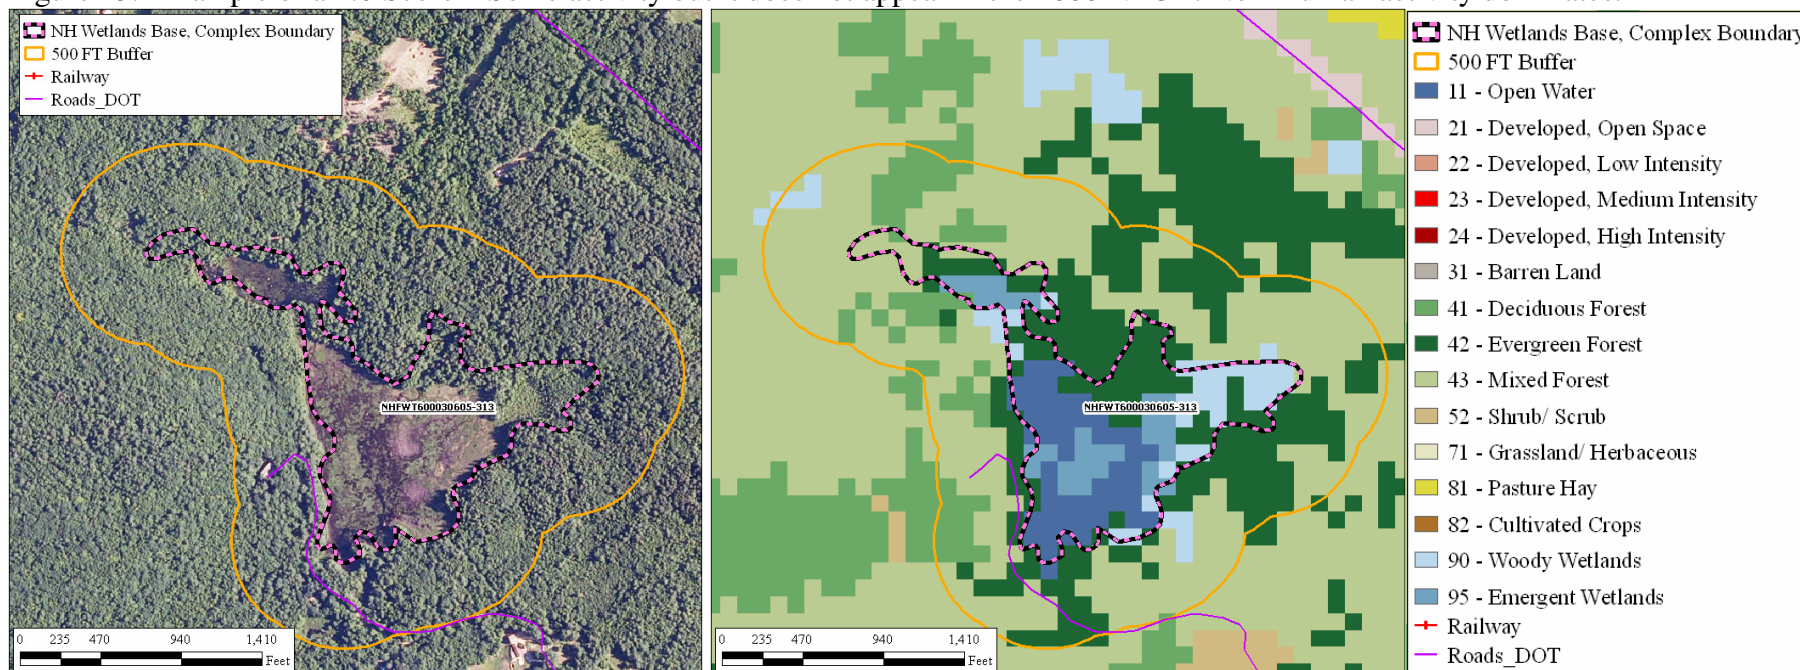 NH Wetlands Base, Complex Boundary
500 FT Buffer
Railway
Roads_DOT
NHFWT600030605-313
0 235 470 940 1,410
Feet
NHFWT600030605-313
0 235 470 940 1,410
Feet
NH Wetlands Base, Complex Boundary
500 FT Buffer
11 - Open Water
21 - Developed, Open Space
22 - Developed, Low Intensity
23 - Developed, Medium Intensity
24 - Developed, High Intensity
31 - Barren Land
41 - Deciduous Forest
42 - Evergreen Forest
43 - Mixed Forest
52 - Shrub/ Scrub
71 - Grassland/ Herbaceous
81 - Pasture Hay
82 - Cultivated Crops
90 - Woody Wetlands
95 - Emergent Wetlands
Railway
Roads_DOT